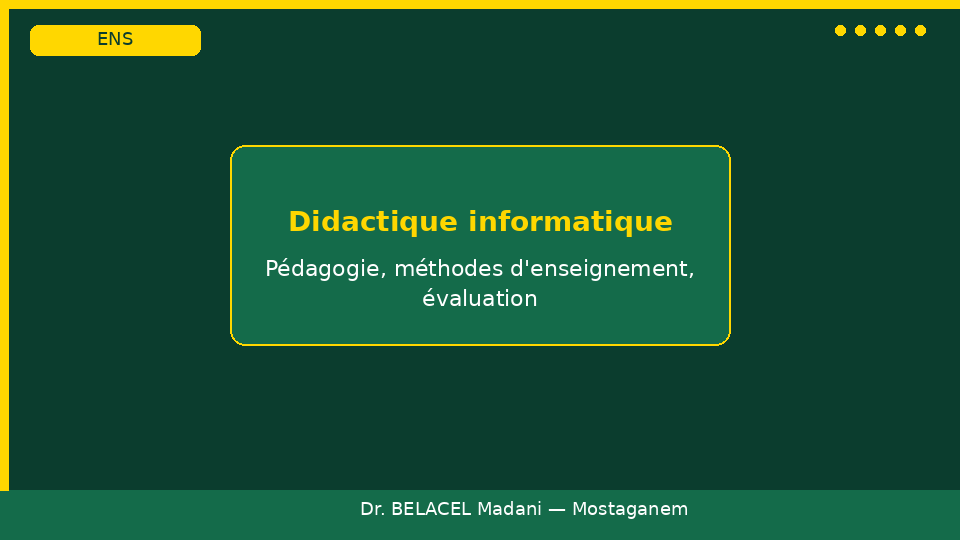 ENS
Didactique informatique
Pédagogie, méthodes d'enseignement,
évaluation
Dr. BELACEL Madani — Mostaganem